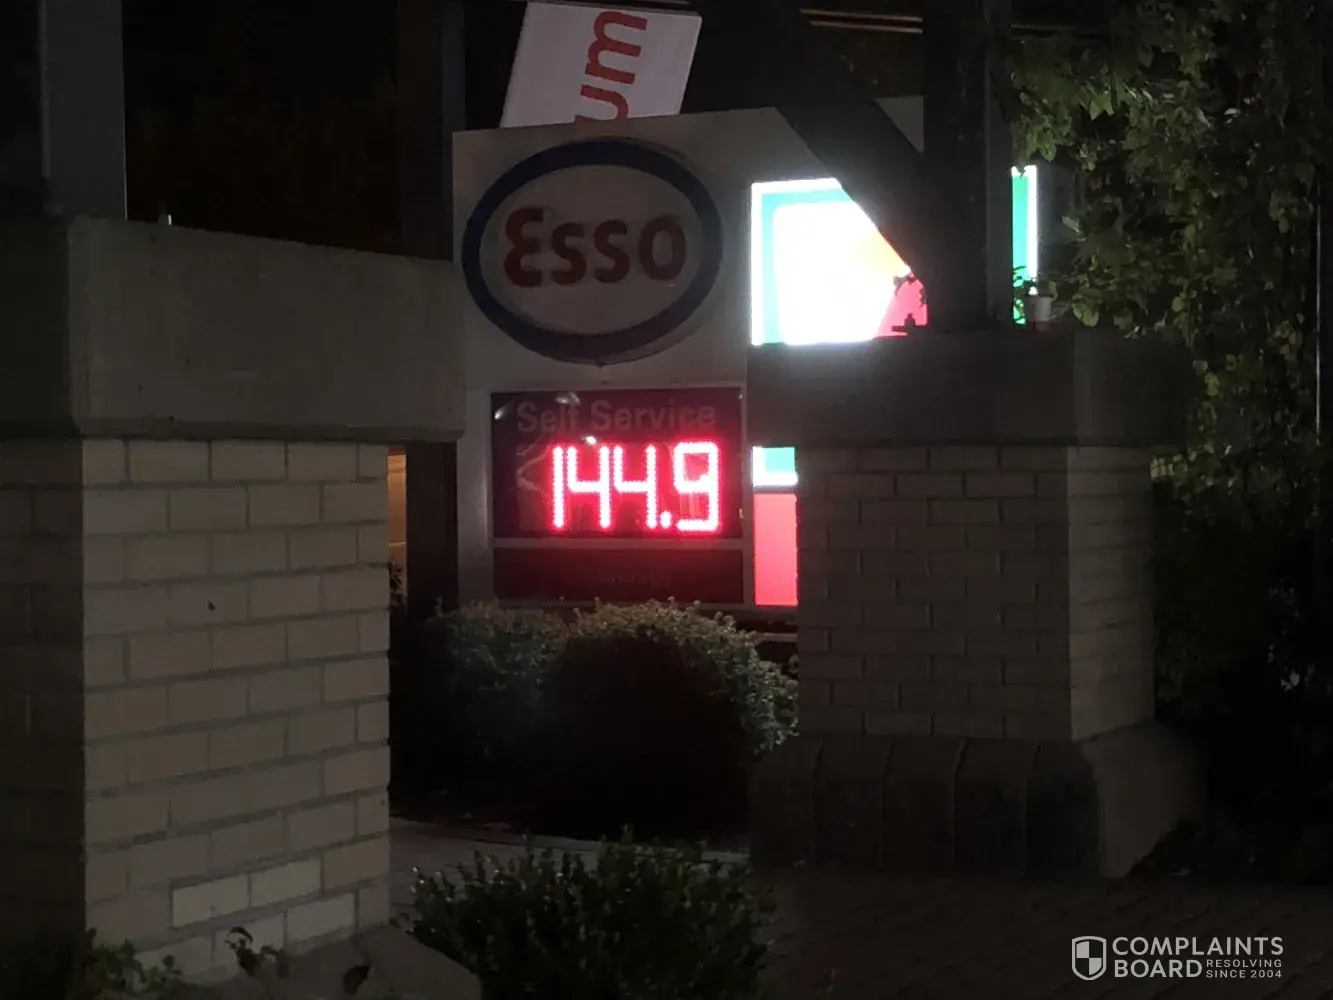 um
Esso
Self Service
144.9
COMPLAINTS
BOARD RESOLVING
SINCE 2004